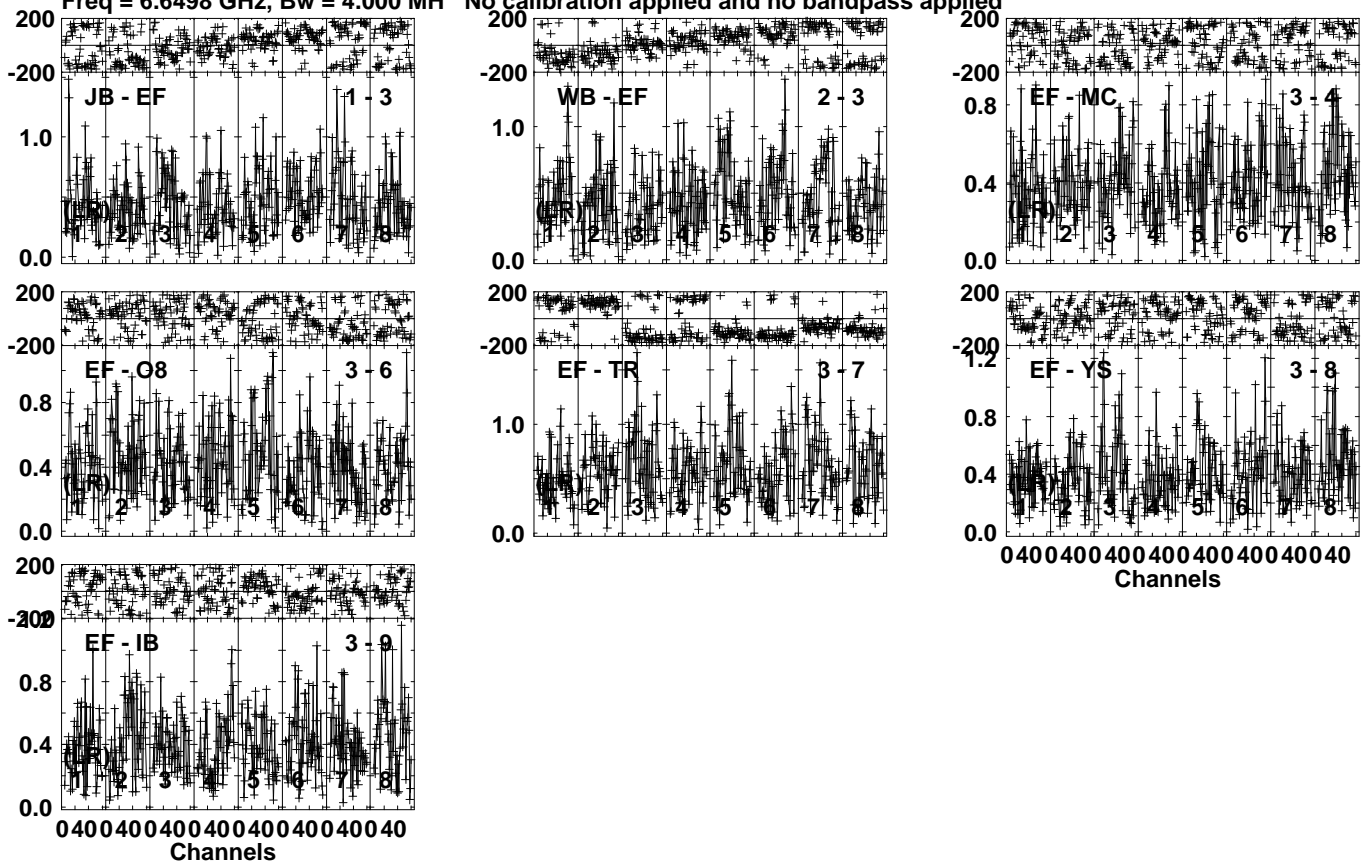 Freq = 6.6498 GHz, Bw = 4.000 MH No calibration applied and no bandpass applied
200 200 200
-200 -200 -200
JB - EF 1 - 3 WB - EF 2 - 3 EF - MC 3 - 4
1.0 1.0 0.8
0.4
(LR) (LR) (LR)
1 2 3 4 5 6 7 8 1 2 3 4 5 6 7 8 1 2 3 4 5 6 7 8
0.0 0.0 0.0
200 200 200
-200 -200 -200
1.2
EF - O8 3 - 6 EF - TR 3 - 7 EF - YS 3 - 8
0.8 1.0 0.8
0.4 0.4
(LR) (LR) (LR)
1 2 3 4 5 6 7 8 1 2 3 4 5 6 7 8 1 2 3 4 5 6 7 8
0.0 0.0 0.0
0 40 0 40 0 40 0 40 0 40 0 40 0 40 0 40
Channels
200
-200
1.2
EF - IB 3 - 9
0.8
0.4
(LR)
1 2 3 4 5 6 7 8
0.0
0 40 0 40 0 40 0 40 0 40 0 40 0 40 0 40
Channels